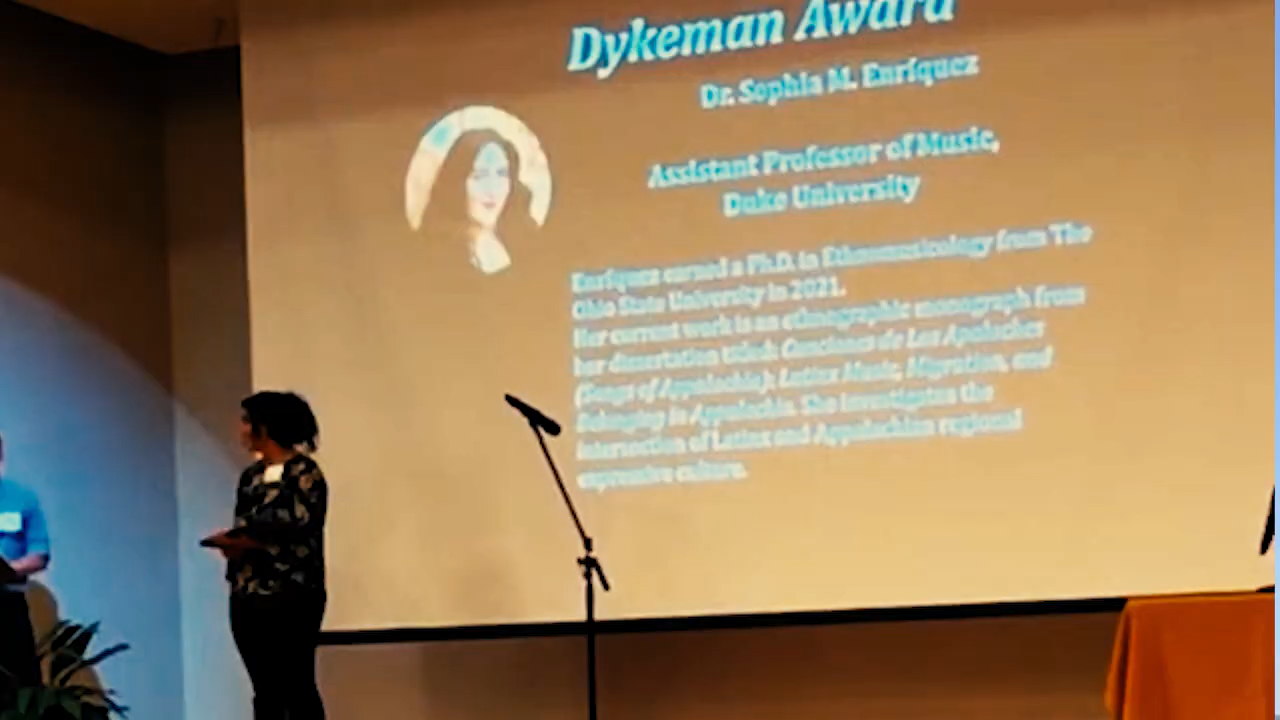 Dykeman Award
Dr. Sophia M. Enríquez
Assistant Professor of Music,
Duke University
Enríquez earned a Ph.D. in Ethnomusicology from The
Ohio State University in 2021.
Her current work is an ethnographic monograph from
her dissertation titled: Canciones de Los Apalaches
(Songs of Appalachia): Latinx Music, Migration, and
Belonging in Appalachia. She investigates the
intersection of Latinx and Appalachian regional
expressive culture.